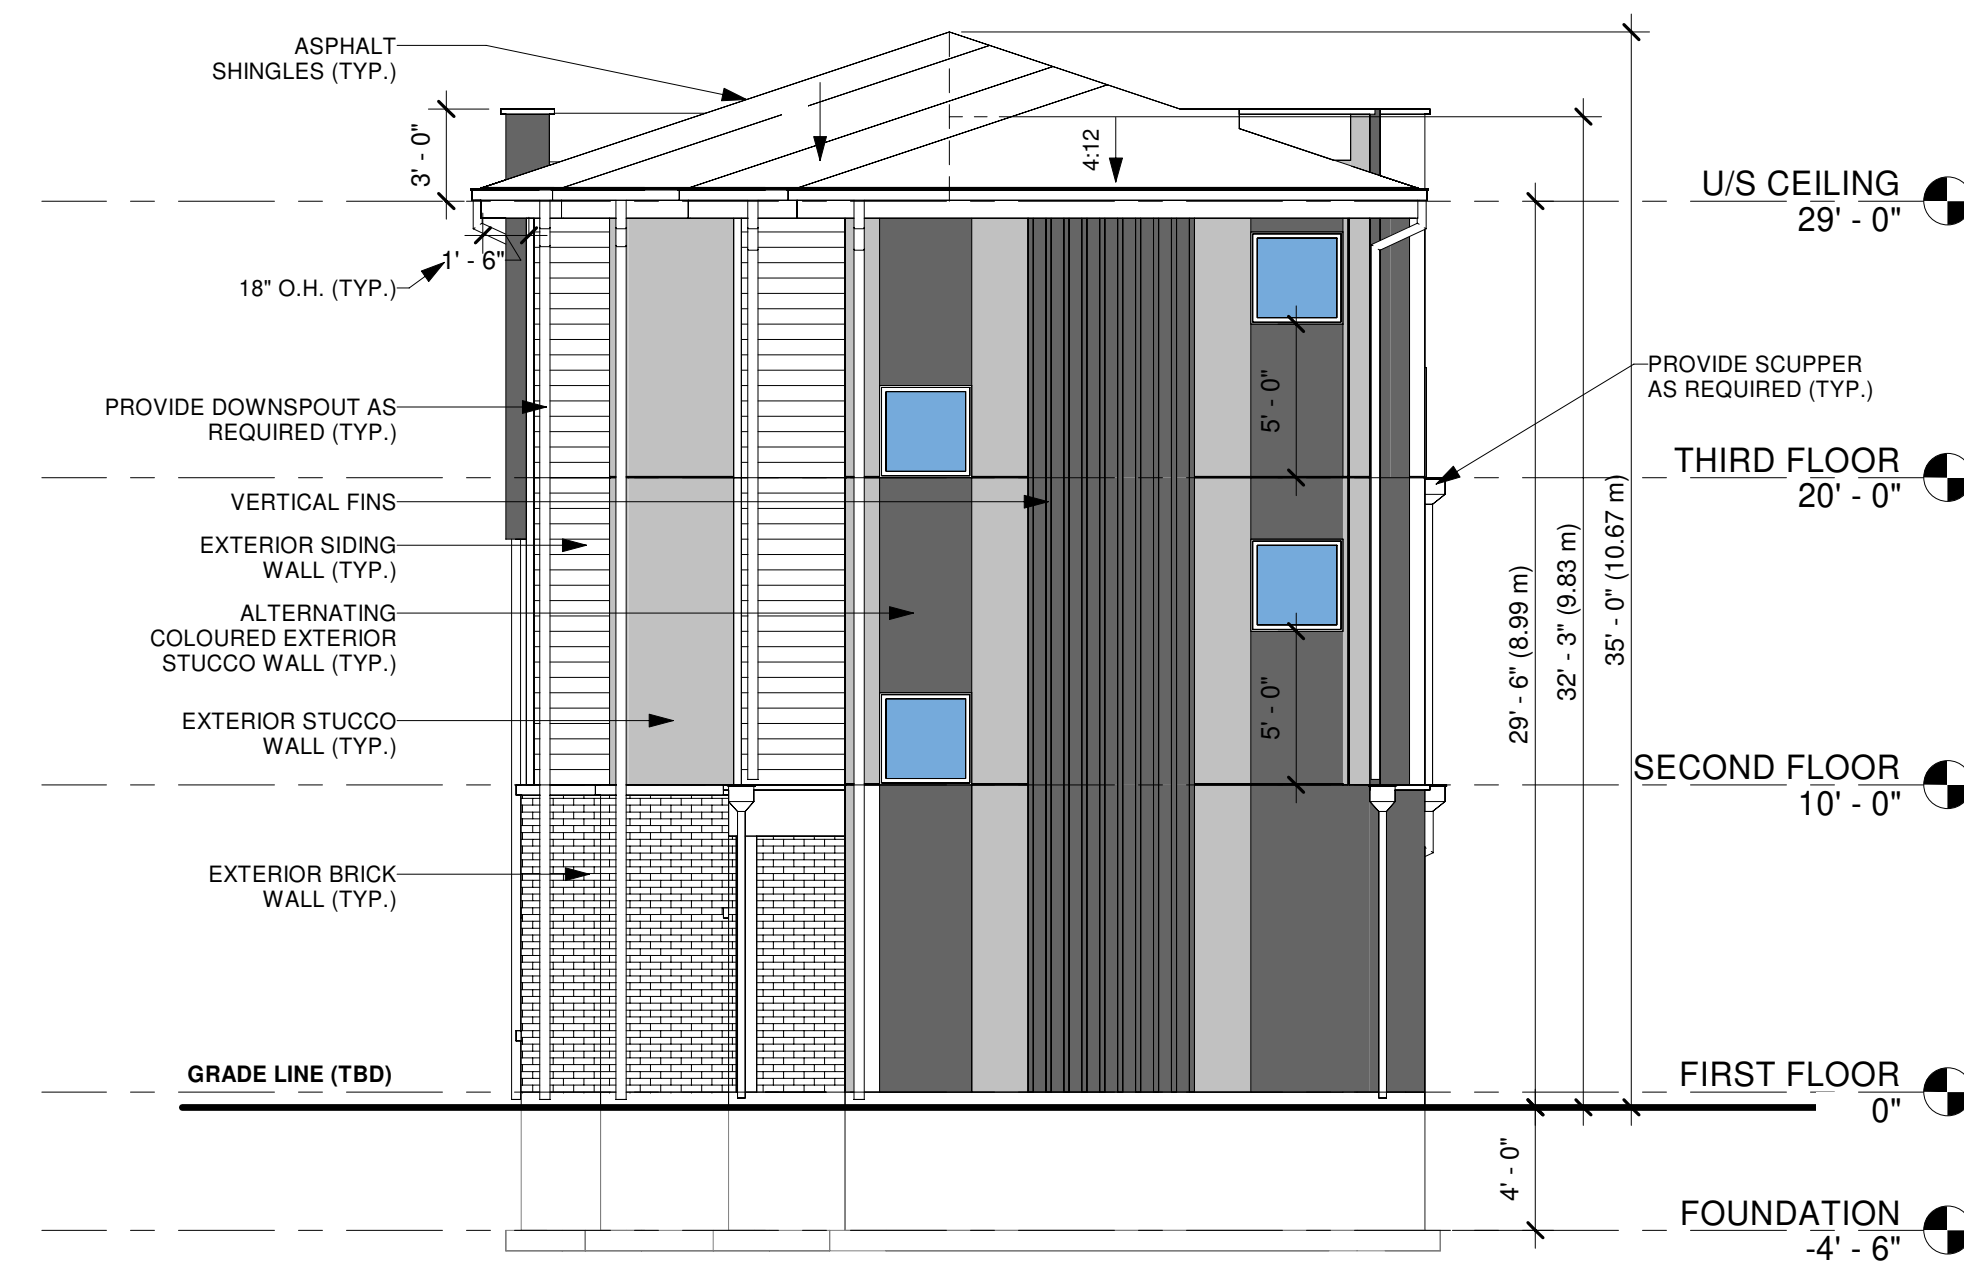 ASPHALT
SHINGLES (TYP.)
3' - 0"
4:12
U/S CEILING
29' - 0"
1' - 6"
18" O.H. (TYP.)
PROVIDE DOWNSPOUT AS
REQUIRED (TYP.)
5' - 0"
PROVIDE SCUPPER
AS REQUIRED (TYP.)
THIRD FLOOR
20' - 0"
VERTICAL FINS
EXTERIOR SIDING
WALL (TYP.)
ALTERNATING
COLOURED EXTERIOR
STUCCO WALL (TYP.)
EXTERIOR STUCCO
WALL (TYP.)
5' - 0"
29' - 6" (8.99 m)
32' - 3" (9.83 m)
35' - 0" (10.67 m)
SECOND FLOOR
10' - 0"
EXTERIOR BRICK
WALL (TYP.)
GRADE LINE (TBD)
FIRST FLOOR
0"
4' - 0"
FOUNDATION
-4' - 6"